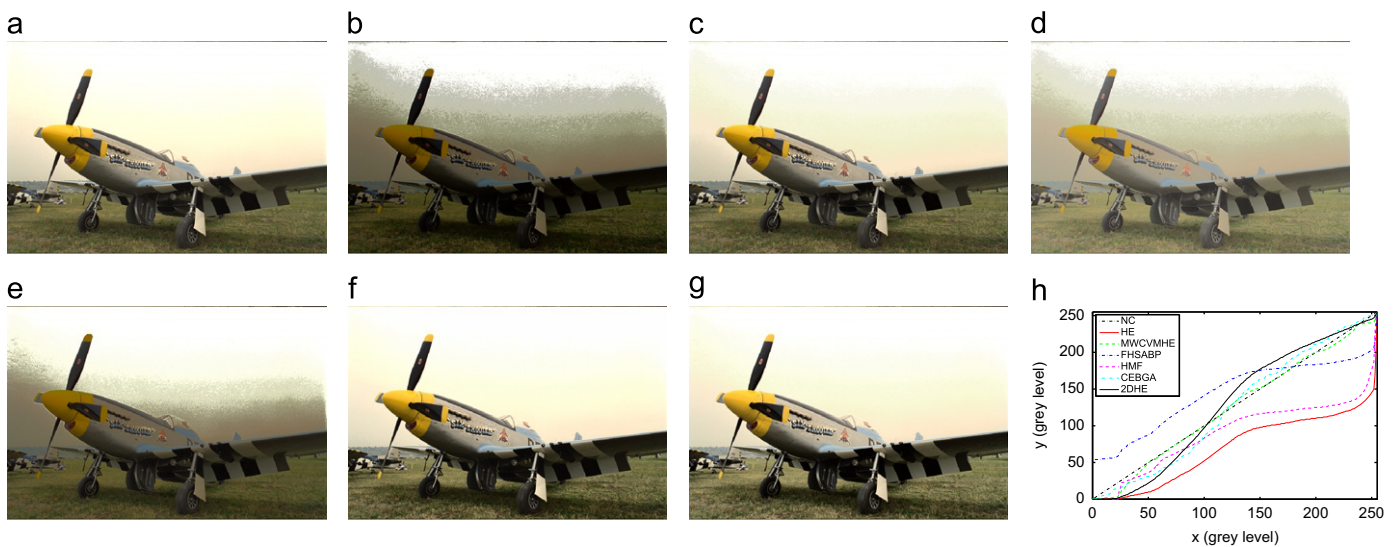 a
b
c
d
e
f
g
h
250
200
150
100
50
0
y (grey level)
NC
HE
MWCVMHE
FHSABP
HMF
CEBGA
2DHE
0
50
100
150
200
250
x (grey level)